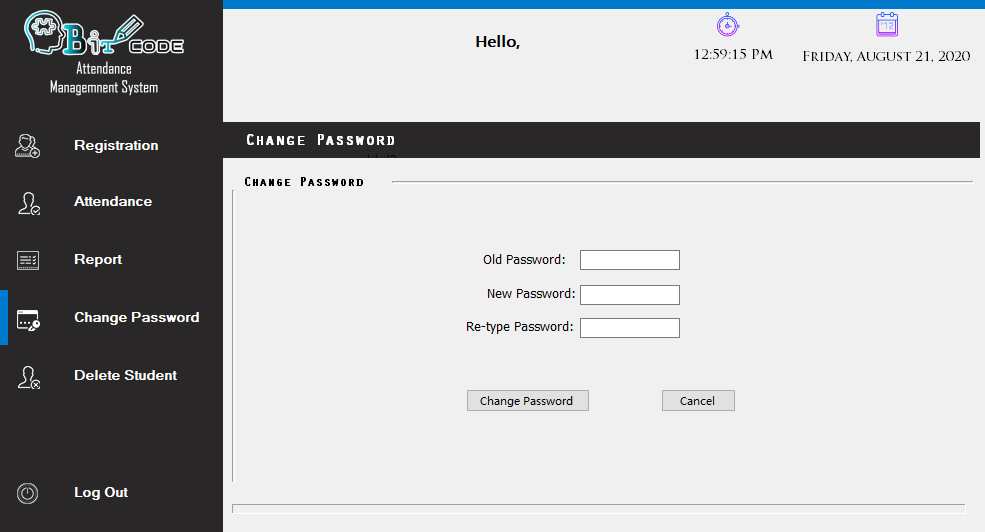 BIT CODE
Attendance
Managemnent System
Registration
Attendance
Report
Change Password
Delete Student
Log Out
Hello,
12:59:15 PM
FRIDAY, AUGUST 21, 2020
12
CHANGE PASSWORD
CHANGE PASSWORD
Old Password:
New Password:
Re-type Password:
Change Password
Cancel